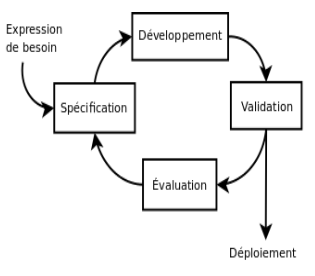 Expression
de besoin
Développement
Spécification
Validation
Évaluation
Déploiement